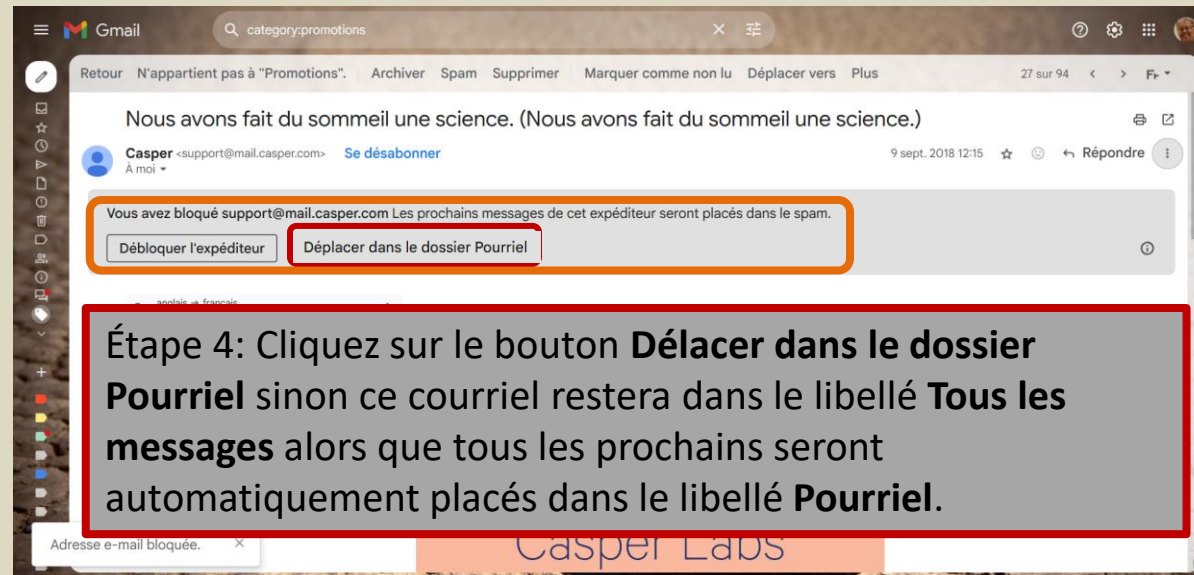 Gmail
category:promotions
Retour N'appartient pas à "Promotions". Archiver Spam Supprimer Marquer comme non lu Déplacer vers Plus 27 sur 94
Nous avons fait du sommeil une science. (Nous avons fait du sommeil une science.)
Casper <support@mail.casper.com> Se désabonner 9 sept. 2018 12:15 Répondre
À moi
Vous avez bloqué support@mail.casper.com Les prochains messages de cet expéditeur seront placés dans le spam.
Débloquer l'expéditeur Déplacer dans le dossier Pourriel
anglais → français
Étape 4: Cliquez sur le bouton Délacer dans le dossier
Pourriel sinon ce courriel restera dans le libellé Tous les
messages alors que tous les prochains seront
automatiquement placés dans le libellé Pourriel.
Adresse e-mail bloquée.
Casper Labs